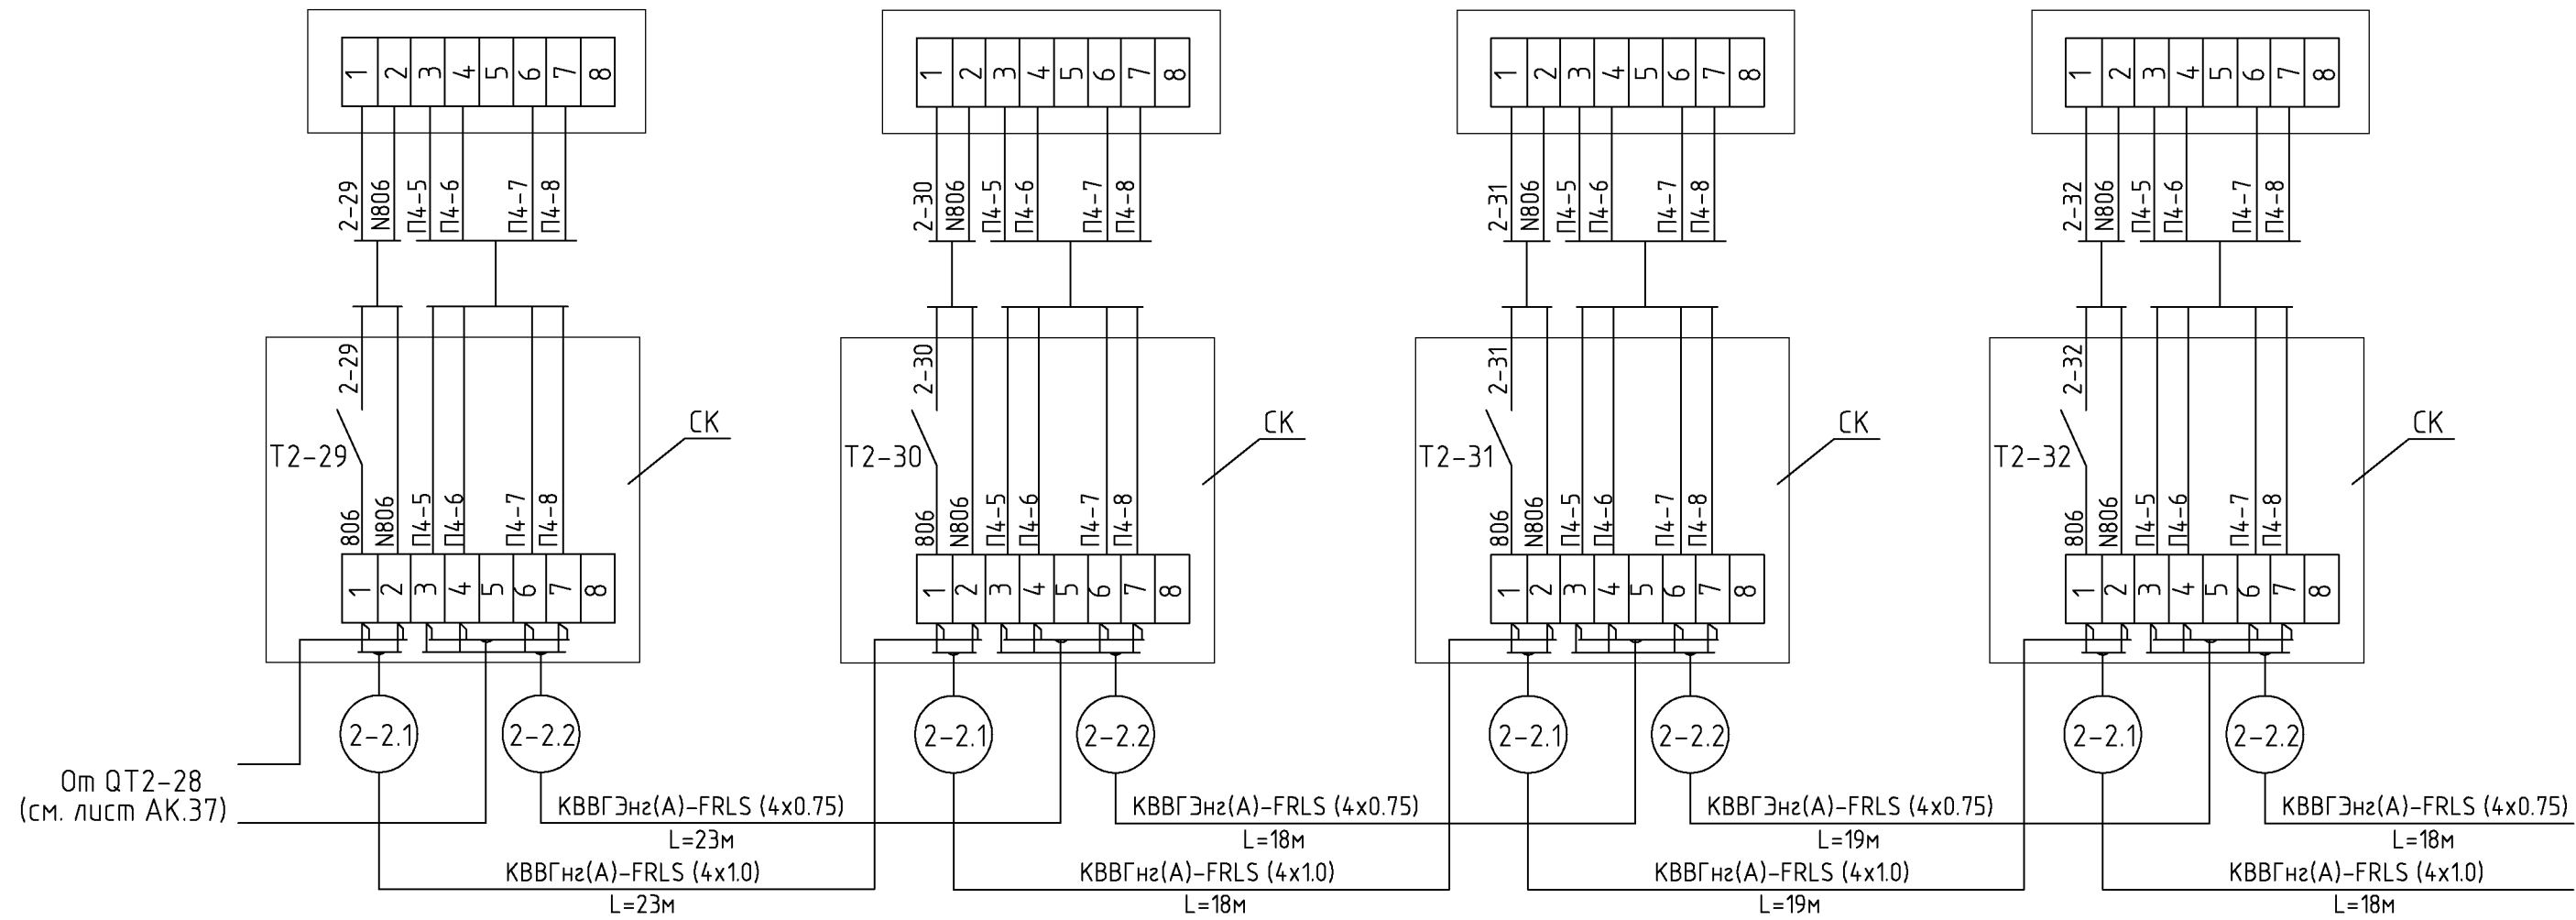 1 2 3 4 5 6 7 8
1 2 3 4 5 6 7 8
1 2 3 4 5 6 7 8
1 2 3 4 5 6 7 8
2-29 N806 П4-5 П4-6 П4-7 П4-8
2-30 N806 П4-5 П4-6 П4-7 П4-8
2-31 N806 П4-5 П4-6 П4-7 П4-8
2-32 N806 П4-5 П4-6 П4-7 П4-8
2-29
2-30
2-31
2-32
СК
СК
СК
СК
Т2-29
Т2-30
Т2-31
Т2-32
806 N806 П4-5 П4-6 П4-7 П4-8
806 N806 П4-5 П4-6 П4-7 П4-8
806 N806 П4-5 П4-6 П4-7 П4-8
806 N806 П4-5 П4-6 П4-7 П4-8
1 2 3 4 5 6 7 8
1 2 3 4 5 6 7 8
1 2 3 4 5 6 7 8
1 2 3 4 5 6 7 8
2-2.1
2-2.2
2-2.1
2-2.2
2-2.1
2-2.2
2-2.1
2-2.2
От QT2-28
(см. лист АК.37)
КВВГЭнг(А)-FRLS (4х0.75)
L=23м
КВВГЭнг(А)-FRLS (4х0.75)
L=18м
КВВГЭнг(А)-FRLS (4х0.75)
L=19м
КВВГЭнг(А)-FRLS (4х0.75)
L=18м
КВВГнг(А)-FRLS (4х1.0)
L=23м
КВВГнг(А)-FRLS (4х1.0)
L=18м
КВВГнг(А)-FRLS (4х1.0)
L=19м
КВВГнг(А)-FRLS (4х1.0)
L=18м